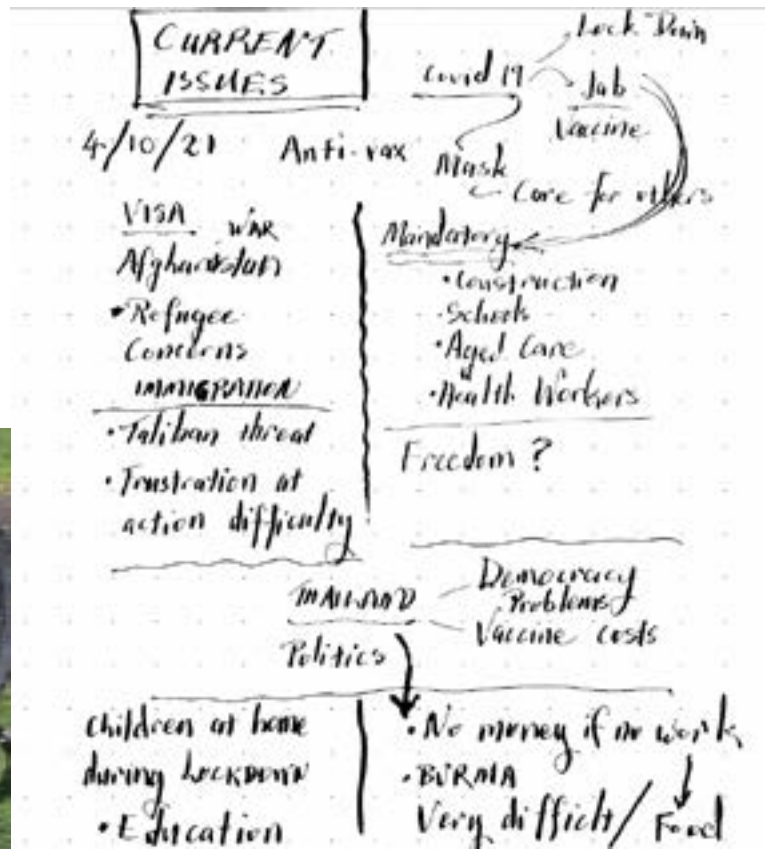 CURRENT
ISSUES
4/10/21
Anti-vax
Covid 19
Lock Down
Jab
Vaccine
Mask
Care for others
VISA WAR
Afghanistan
• Refugee
Concerns
IMMIGRATION
• Taliban threat
• Frustration at
action difficulty
Mandatory
• Construction
• Schools
• Aged Care
• Health Workers
Freedom ?
THAILAND
Politics
Democracy
Problems
Vaccine costs
Children at home
during LOCKDOWN
• Education
• No money if no work
• BURMA
Very difficlt / Food